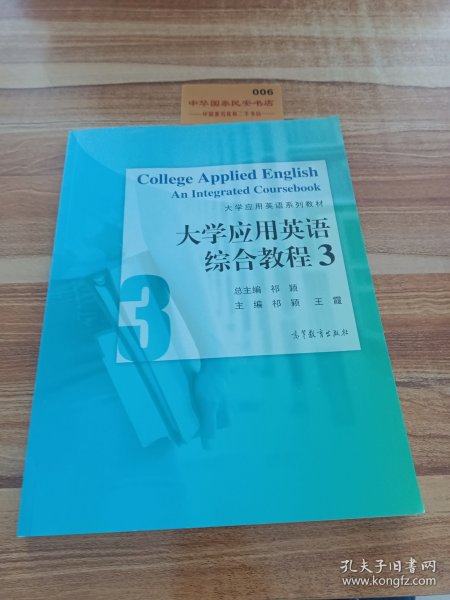 006
中华国泰民安书店
College Applied English
An Integrated Coursebook
大学应用英语系列教材
大学应用英语
综合教程 3
总主编 祁 颖
主 编 祁 颖 王 霞
高等教育出版社
3
孔夫子旧书网
www.kongfz.com